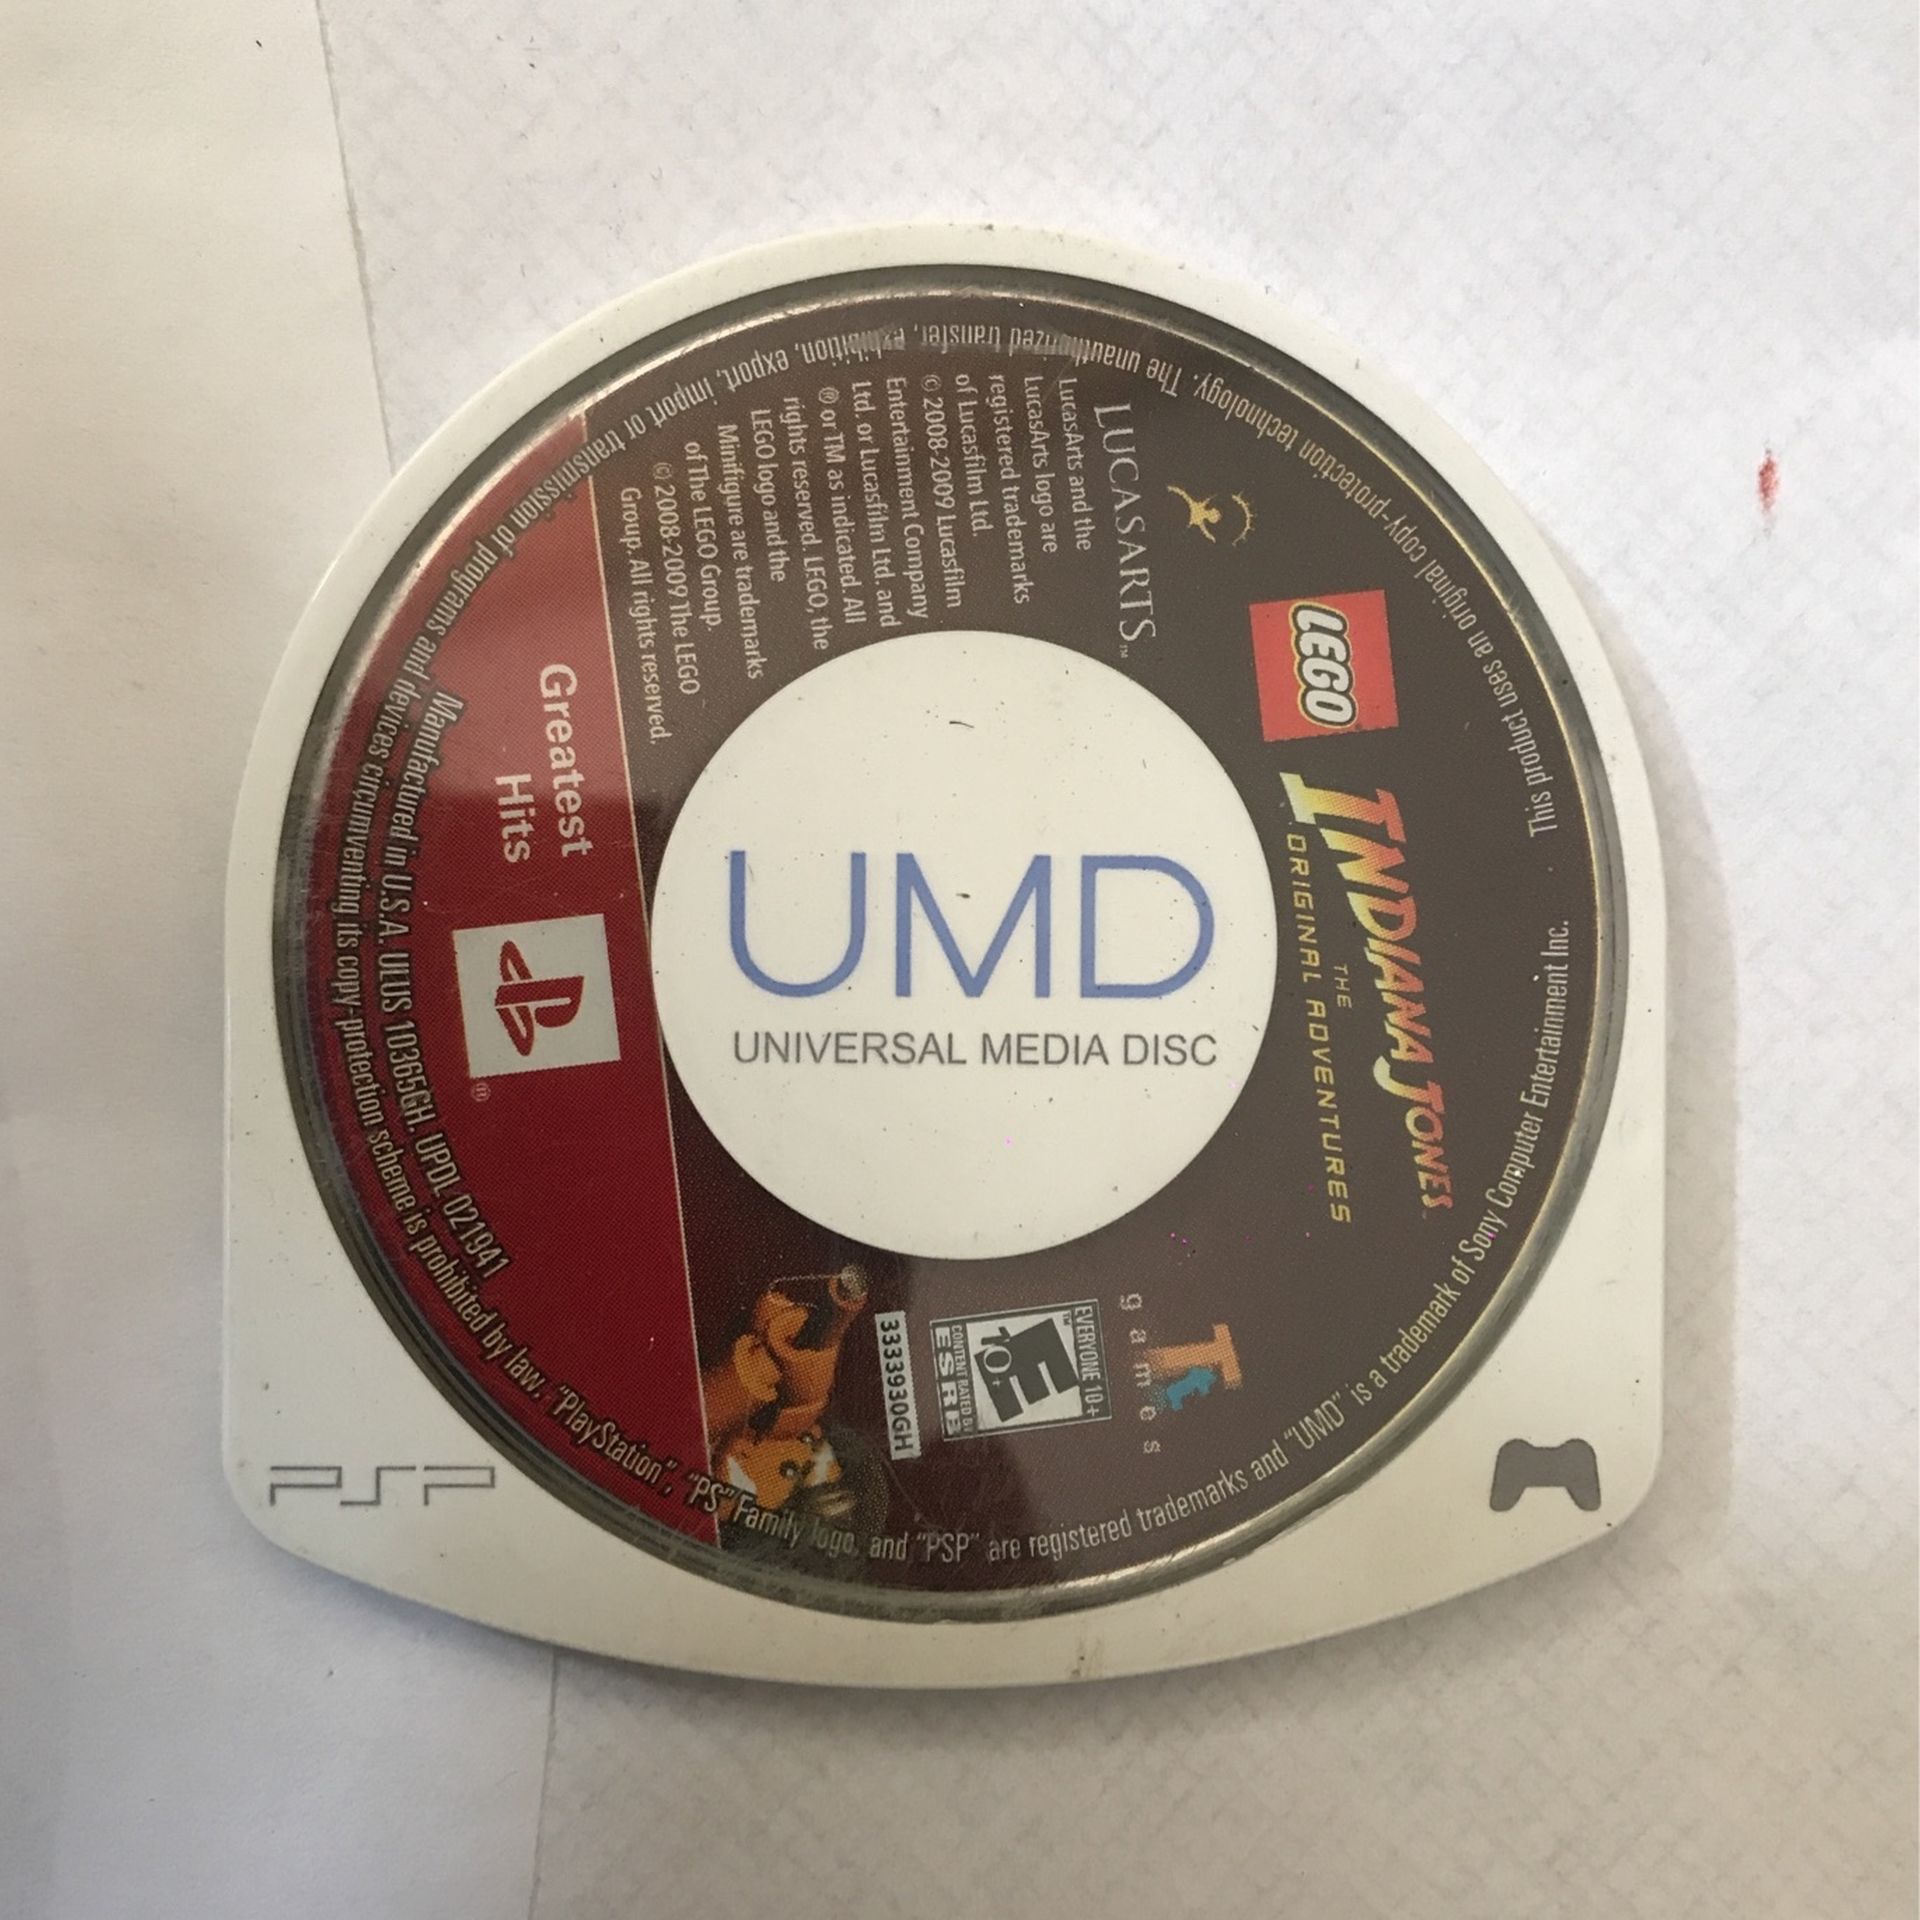 LEGO
INDIANA JONES
THE
ORIGINAL ADVENTURES
LUCASARTS™
LucasArts and the
LucasArts logo are
registered trademarks
of Lucasfilm Ltd.
© 2008-2009 Lucasfilm
Entertainment Company
Ltd. or Lucasfilm Ltd. and
® or TM as indicated. All
rights reserved. LEGO, the
LEGO logo and the
Minifigure are trademarks
of The LEGO Group.
© 2008-2009 The LEGO
Group. All rights reserved.
UMD
UNIVERSAL MEDIA DISC
Tt
games
EVERYONE 10+
E
10+
™
CONTENT RATED BY
ESRB
3333930GH
Greatest
Hits
®
Manufactured in U.S.A. ULUS 10365GH. UPDL 021941
This product uses an original copy-protection technology. The unauthorized transfer, exhibition, export, import, or transmission of programs and devices circumventing its copy-protection scheme is prohibited by law. "PlayStation", "PS" Family logo, and "PSP" are registered trademarks and "UMD" is a trademark of Sony Computer Entertainment Inc.
PSP